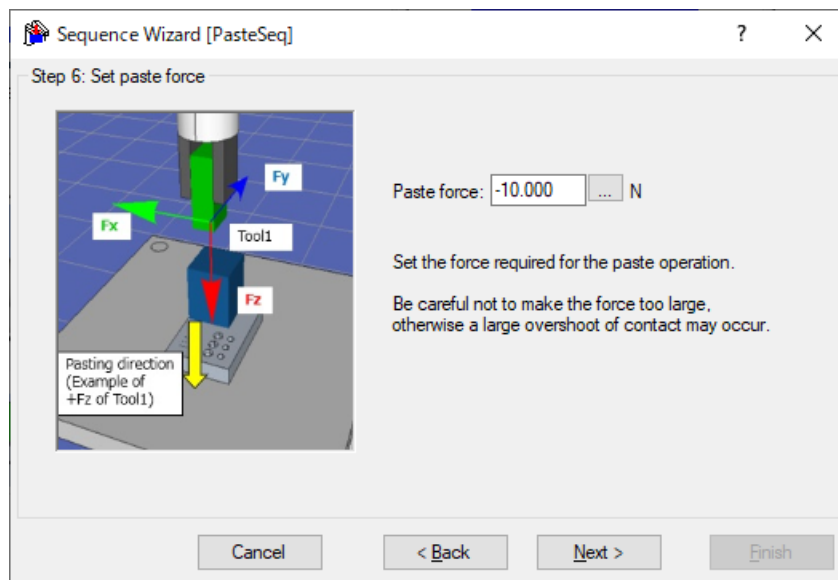 Sequence Wizard [PasteSeq]
?
Step 6: Set paste force
Fy
Fx
Tool1
Fz
Pasting direction
(Example of
+Fz of Tool1)
Paste force: -10.000 ... N
Set the force required for the paste operation.
Be careful not to make the force too large,
otherwise a large overshoot of contact may occur.
Cancel
< Back
Next >
Finish